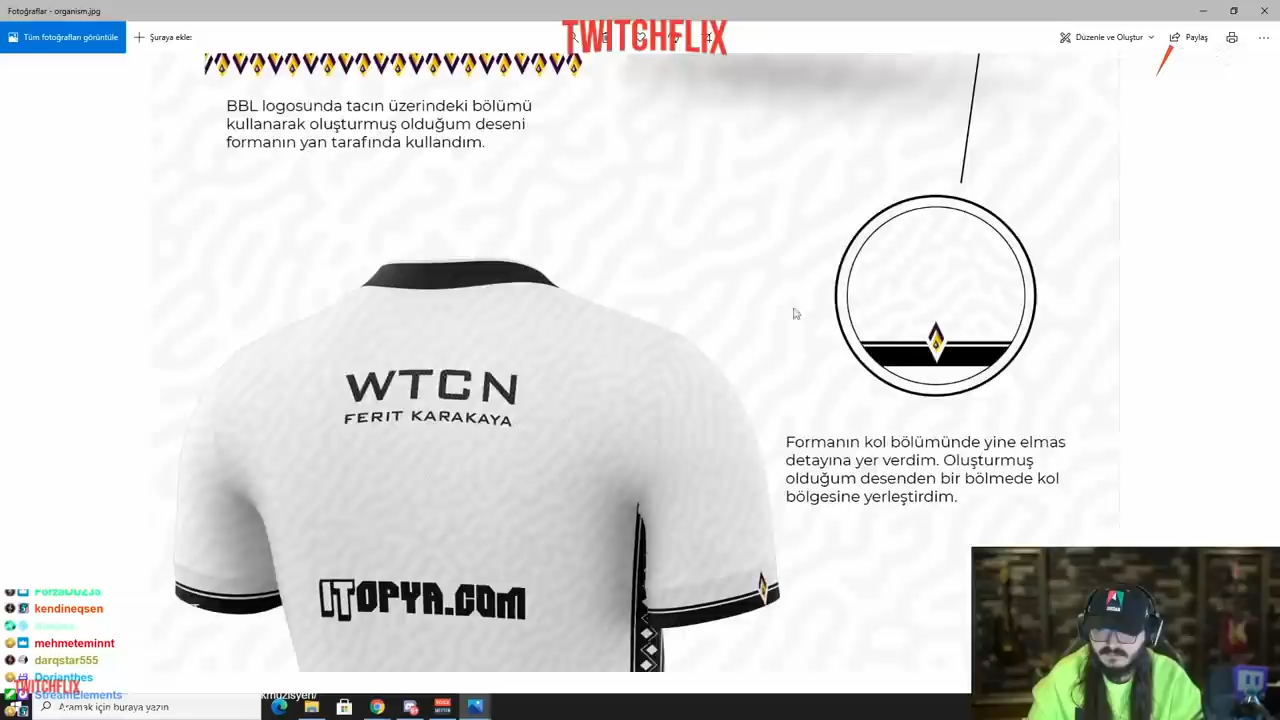 Fotoğraflar - organism.jpg
TWITCHFLIX
Tüm fotoğrafları görüntüle
Şuraya ekle:
Düzenle ve Oluştur
Paylaş
BBL logosunda tacın üzerindeki bölümü
kullanarak oluşturmuş olduğum deseni
formanın yan tarafında kullandım.
WTCN
FERIT KARAKAYA
Formanın kol bölümünde yine elmas
detayına yer verdim. Oluşturmuş
olduğum desenden bir bölmede kol
bölgesine yerleştirdim.
ITOPYA.COM
kendineqsen
mehmeteminnt
darqstar555
Dorianthes
TWITCHFLIX
StreamElements
Aramak için buraya yazın